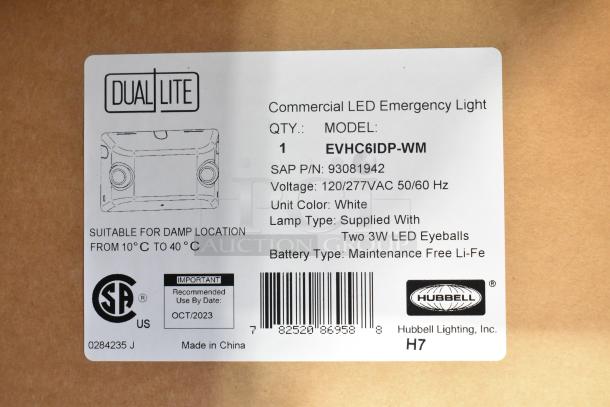 DUAL LITE
Commercial LED Emergency Light
QTY.: MODEL:
1 EVHC6IDP-WM
SAP P/N: 93081942
Voltage: 120/277VAC 50/60 Hz
Unit Color: White
Lamp Type: Supplied With
Two 3W LED Eyeballs
Battery Type: Maintenance Free Li-Fe
SUITABLE FOR DAMP LOCATION
FROM 10°C TO 40°C
AUCTION GROUP
SA ® US
IMPORTANT
Recommended
Use By Date:
OCT/2023
7 82520 86958 8
HUBBELL ®
Hubbell Lighting, Inc.
0284235 J
Made in China
H7